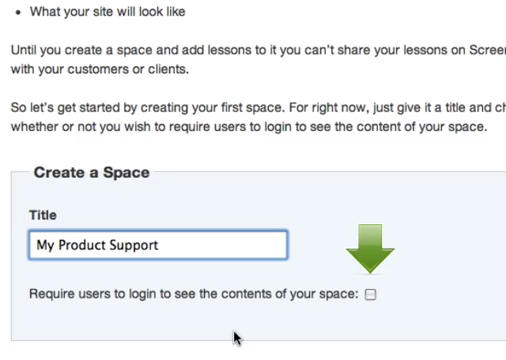 What your site will look like
Until you create a space and add lessons to it you can't share your lessons on
with your customers or clients.
So let's get started by creating your first space. For right now, just give it a title and
whether or not you wish to require users to login to see the content of your space.
Create a Space
Title
My Product Support
Require users to login to see the contents of your space: